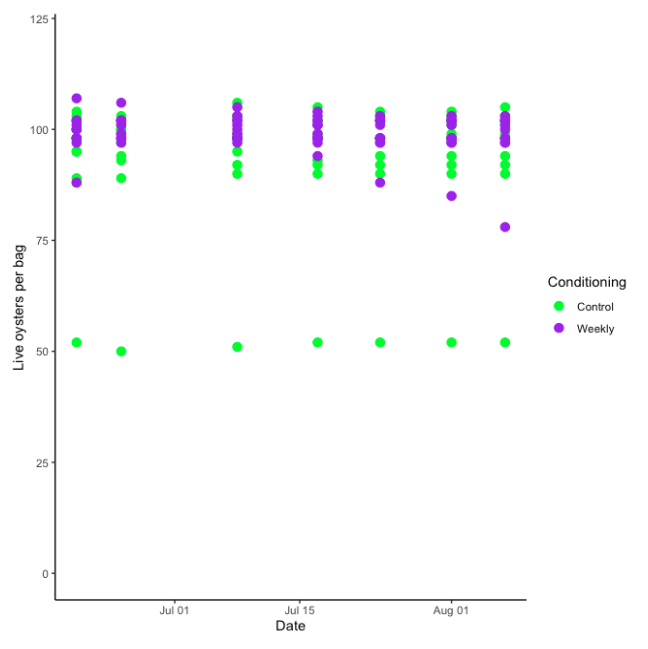 125
100
75
50
25
0
Live oysters per bag
Jul 01
Jul 15
Aug 01
Date
Conditioning
Control
Weekly